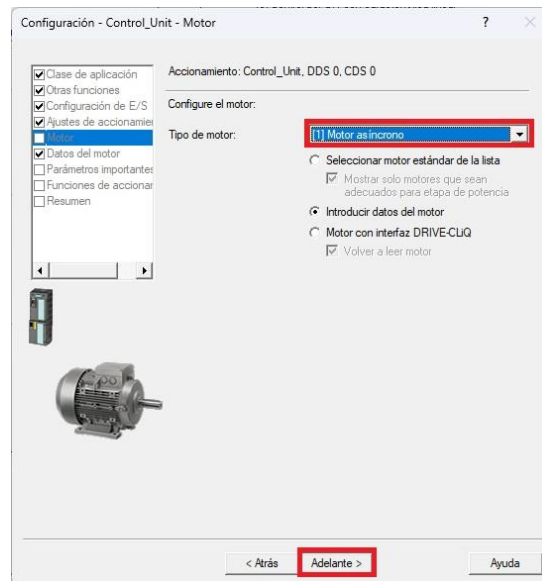 Configuración - Control_Unit - Motor ?
Clase de aplicación
Otras funciones
Configuración de E/S
Ajustes de accionamie
Motor
Datos del motor
Parámetros importantes
Funciones de accionar
Resumen
Accionamiento: Control_Unit, DDS 0, CDS 0
Configure el motor:
Tipo de motor: [1] Motor asíncrono
Seleccionar motor estándar de la lista
Mostrar solo motores que sean
adecuados para etapa de potencia
Introducir datos del motor
Motor con interfaz DRIVE-CLiQ
Volver a leer motor
< Atrás Adelante > Ayuda